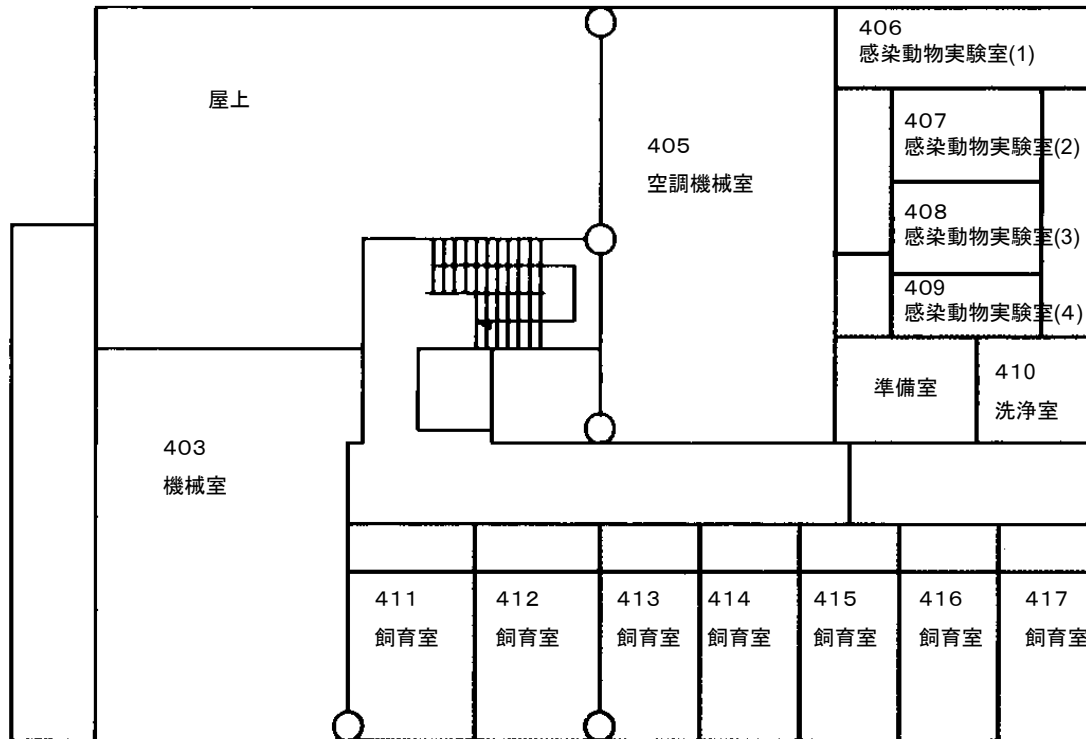 屋上
405
空調機械室
406
感染動物実験室(1)
407
感染動物実験室(2)
408
感染動物実験室(3)
409
感染動物実験室(4)
準備室
410
洗浄室
403
機械室
411
飼育室
412
飼育室
413
飼育室
414
飼育室
415
飼育室
416
飼育室
417
飼育室